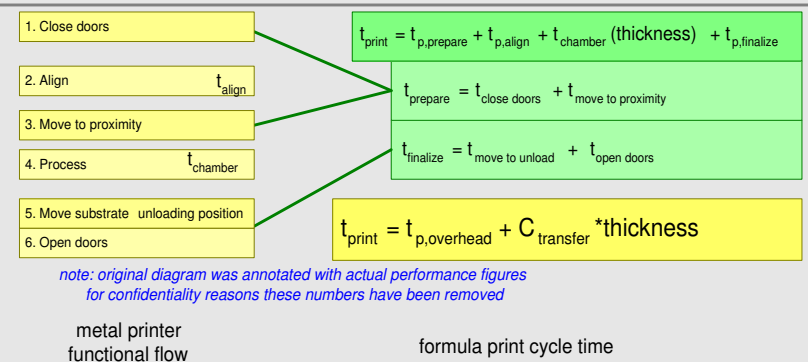 1. Close doors
2. Align t_align
3. Move to proximity
4. Process t_chamber
5. Move substrate unloading position
6. Open doors
t_print = t_p,prepare + t_p,align + t_chamber (thickness) + t_p,finalize
t_prepare = t_close doors + t_move to proximity
t_finalize = t_move to unload + t_open doors
t_print = t_p,overhead + C_transfer *thickness
note: original diagram was annotated with actual performance figures
for confidentiality reasons these numbers have been removed
metal printer
functional flow
formula print cycle time